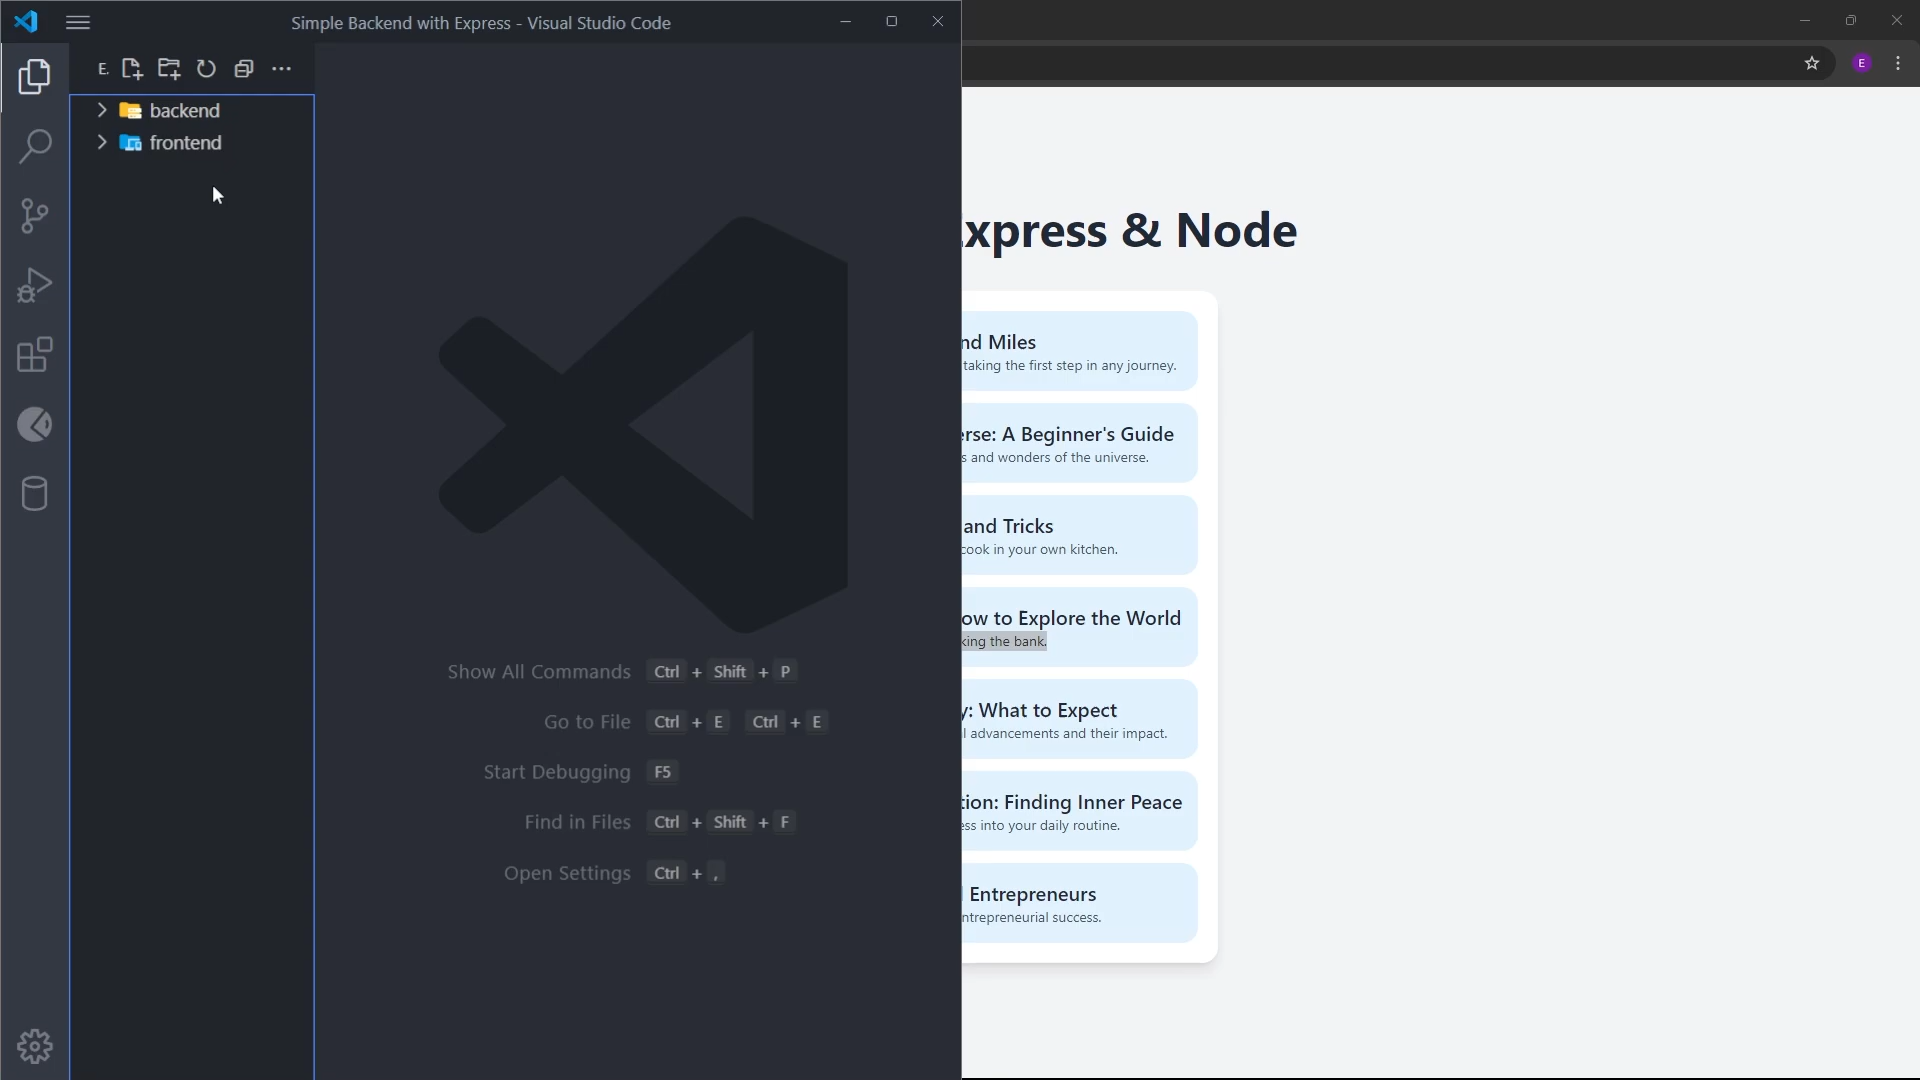 Simple Backend with Express - Visual Studio Code
E.
backend
frontend
Show All Commands Ctrl + Shift + P
Go to File Ctrl + E Ctrl + E
Start Debugging F5
Find in Files Ctrl + Shift + F
Open Settings Ctrl + ,
E
xpress & Node
nd Miles
taking the first step in any journey.
erse: A Beginner's Guide
s and wonders of the universe.
and Tricks
cook in your own kitchen.
ow to Explore the World
king the bank.
y: What to Expect
l advancements and their impact.
tion: Finding Inner Peace
ess into your daily routine.
Entrepreneurs
ntrepreneurial success.